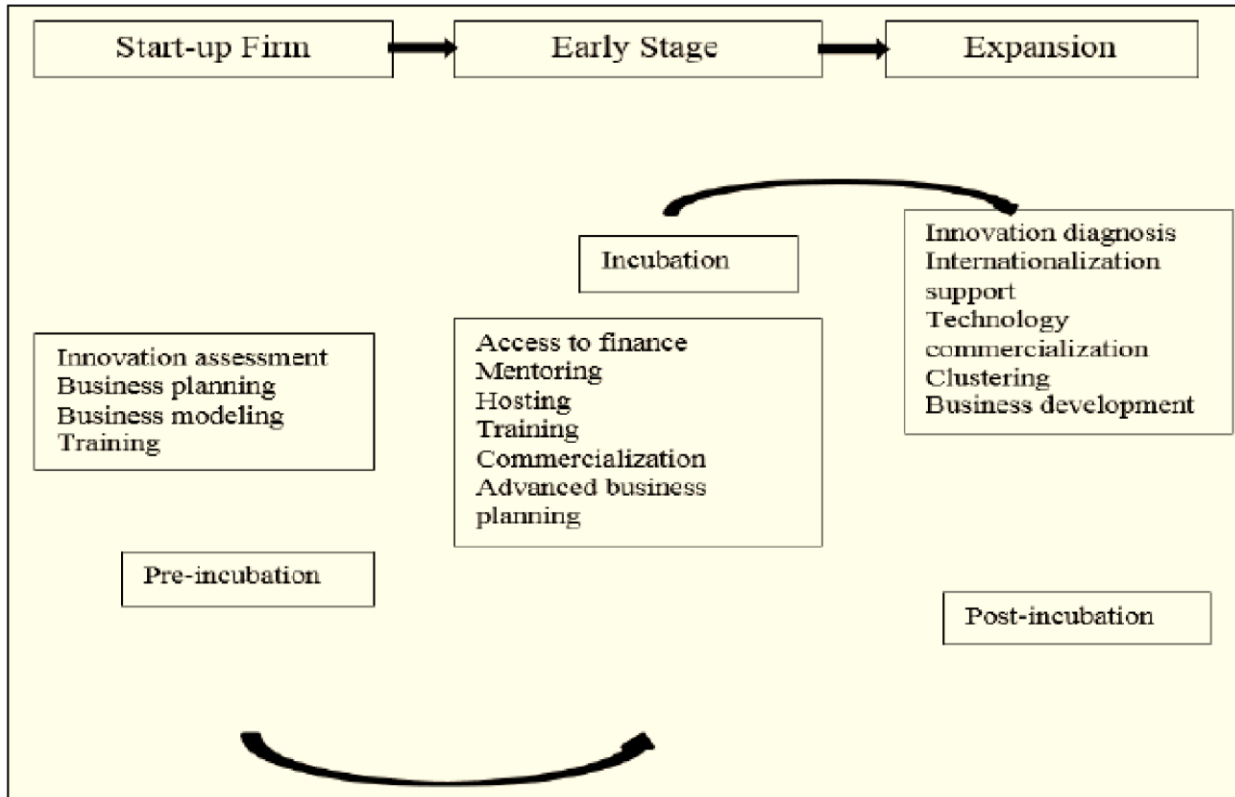 Start-up Firm
Early Stage
Expansion
Incubation
Innovation diagnosis
Internationalization
support
Technology
commercialization
Clustering
Business development
Innovation assessment
Business planning
Business modeling
Training
Access to finance
Mentoring
Hosting
Training
Commercialization
Advanced business
planning
Pre-incubation
Post-incubation